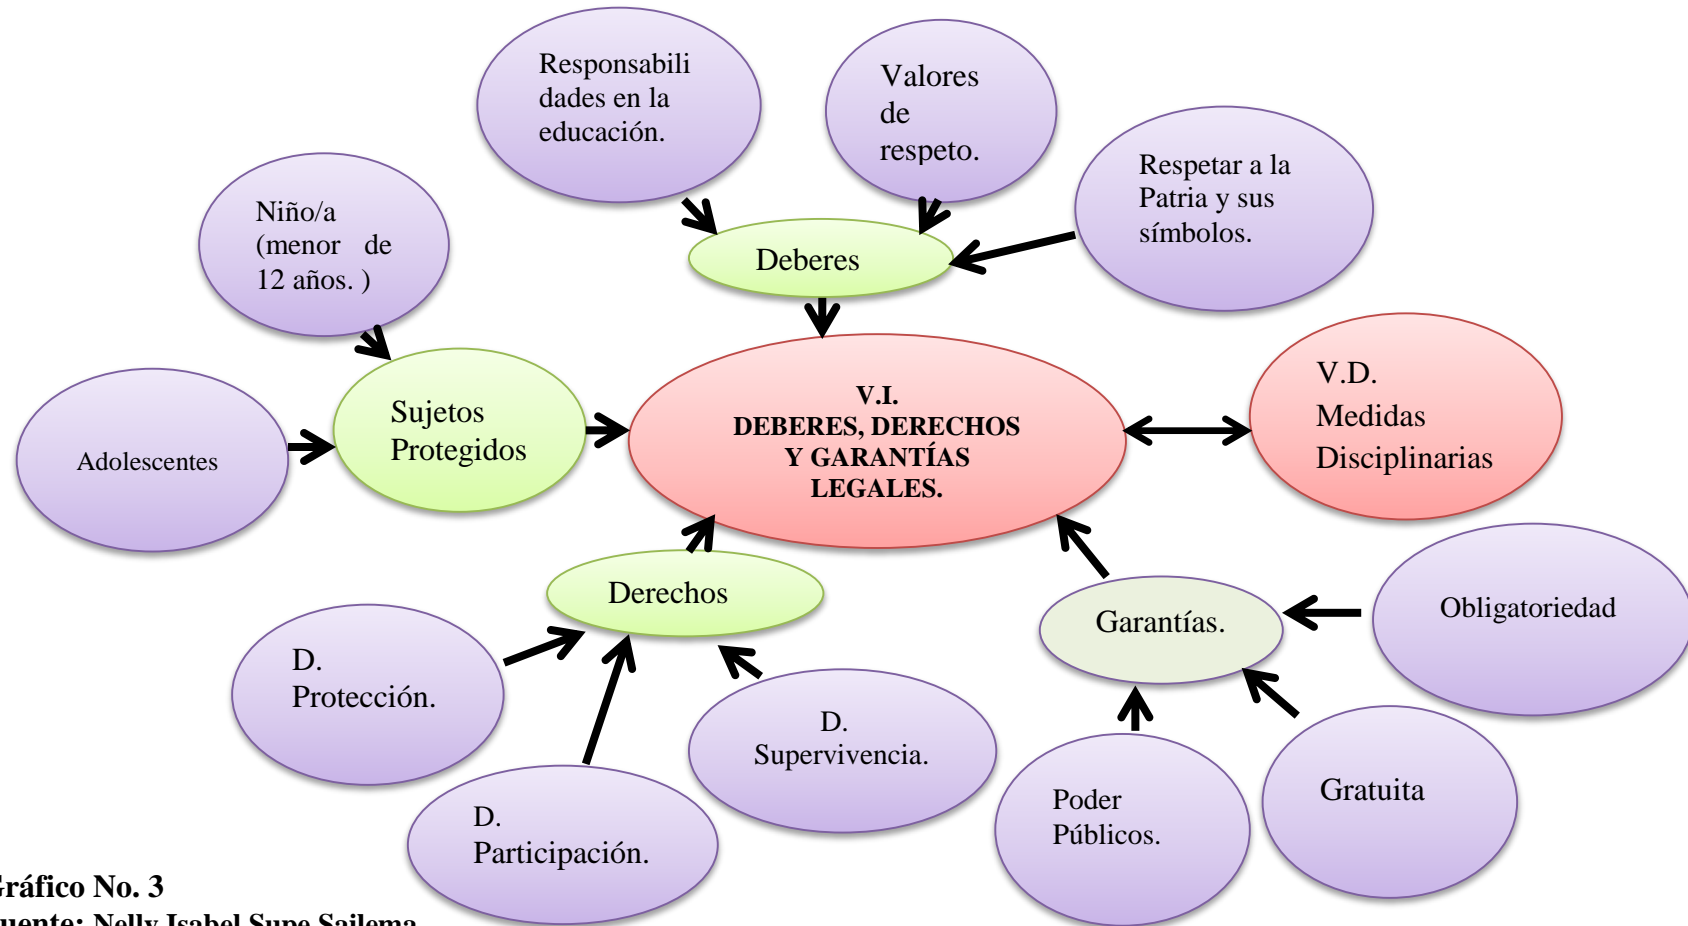 Responsabili
dades en la
educación.
Valores
de
respeto.
Respetar a la
Patria y sus
símbolos.
Niño/a
(menor de
12 años. )
Deberes
Adolescentes
Sujetos
Protegidos
V.I.
DEBERES, DERECHOS
Y GARANTÍAS
LEGALES.
V.D.
Medidas
Disciplinarias
Derechos
Garantías.
Obligatoriedad
D.
Protección.
D.
Supervivencia.
D.
Participación.
Poder
Públicos.
Gratuita
Gráfico No. 3
uente: Nelly Isabel Supe Sailema